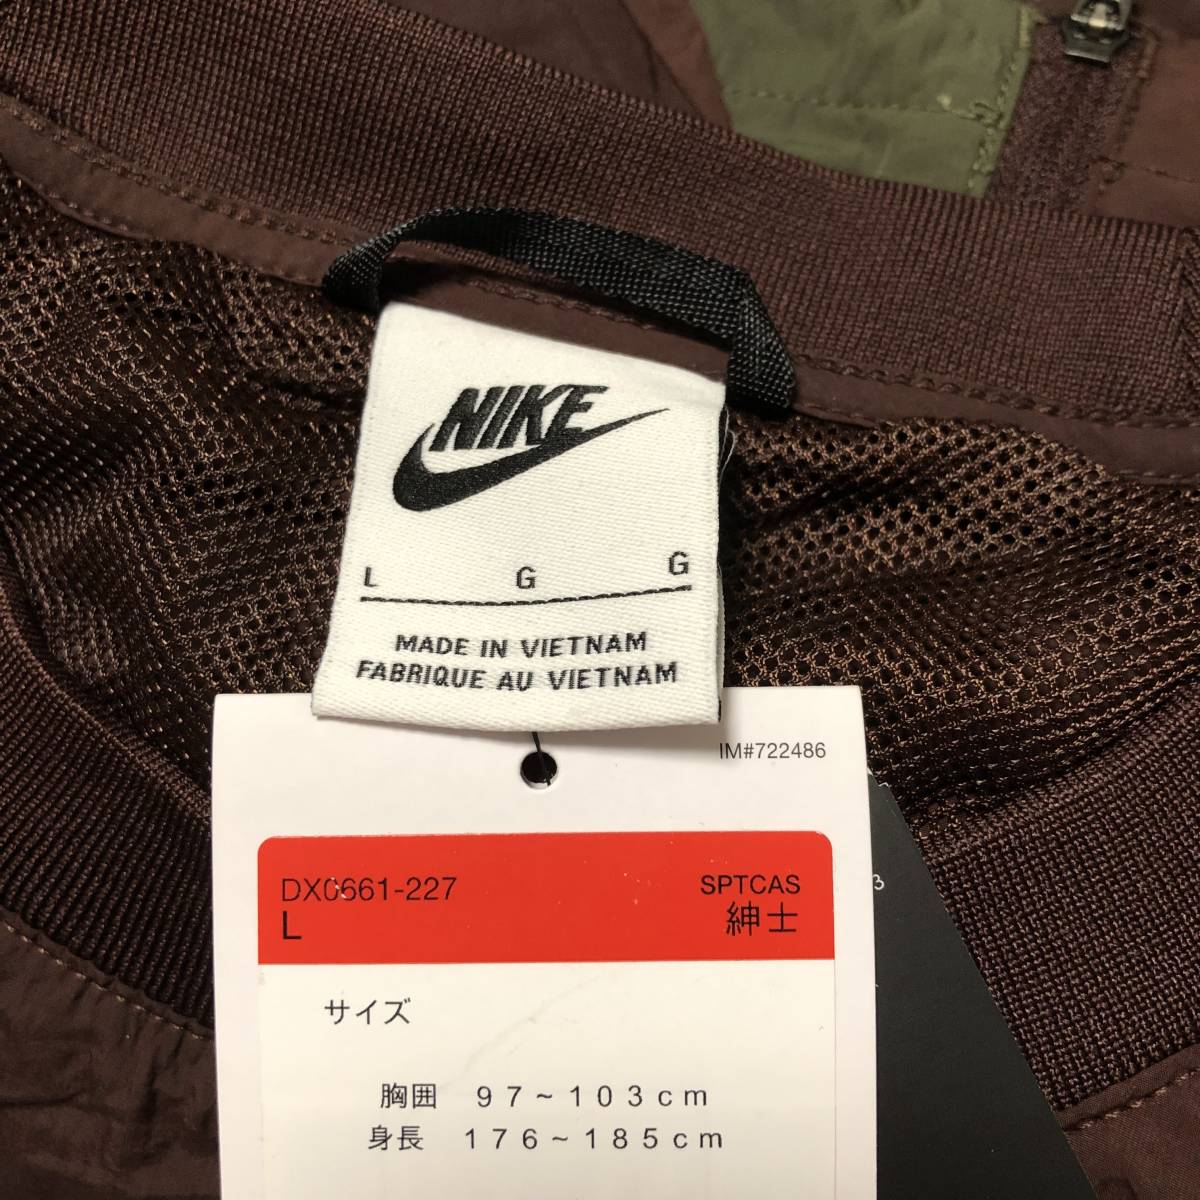 NIKE
L G G
MADE IN VIETNAM
FABRIQUE AU VIETNAM
IM#722486
DX0661-227
L
SPTCAS
紳士
3
サイズ
胸囲 97~103cm
身長 176~185cm